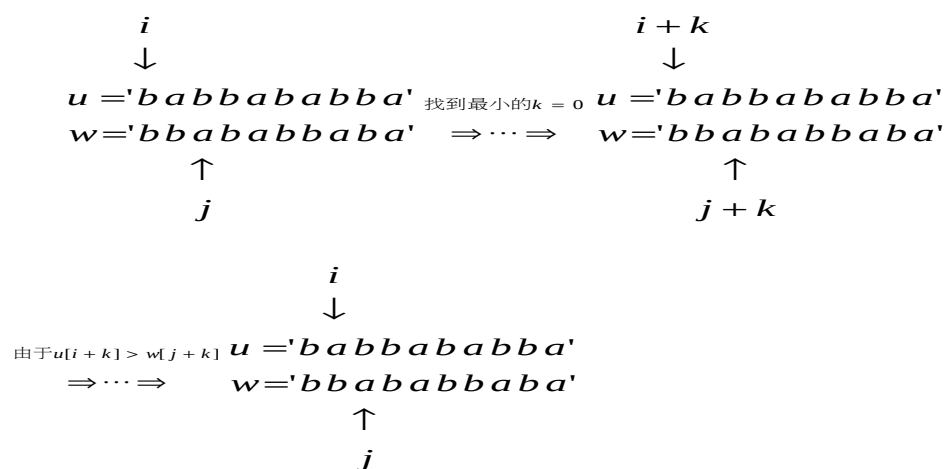 i i + k
↓ ↓
u ='babbababba' 找到最小的k = 0 u ='babbababba'
w='bbababbaba' ⇒⋯⇒ w='bbababbaba'
↑ ↑
j j + k
i
↓
由于u[i + k] > w[j + k] u ='babbababba'
⇒⋯⇒ w='bbababbaba'
↑
j